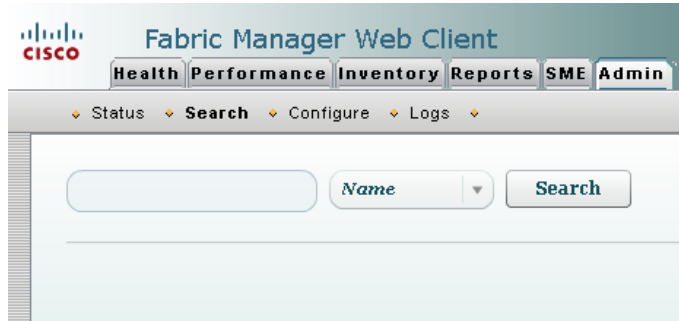 CISCO
Fabric Manager Web Client
Health Performance Inventory Reports SME Admin
Status Search Configure Logs
Name Search